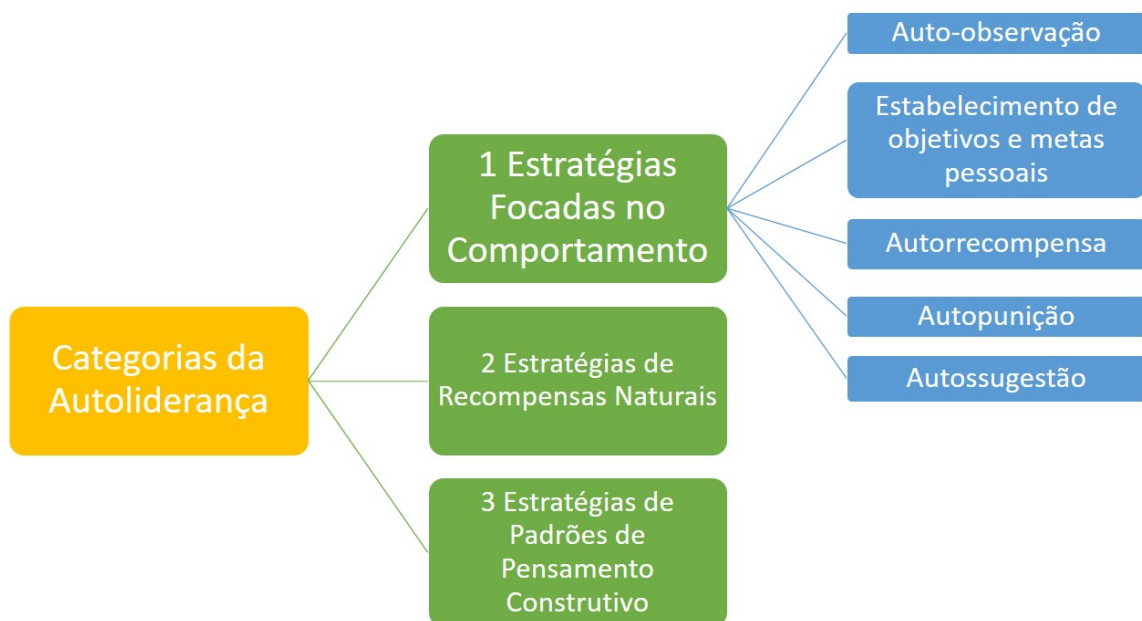 Categorias da
Autoliderança
1 Estratégias
Focadas no
Comportamento
2 Estratégias de
Recompensas Naturais
3 Estratégias de
Padrões de
Pensamento
Construtivo
Auto-observação
Estabelecimento de
objetivos e metas
pessoais
Autorrecompensa
Autopunição
Autossugestão